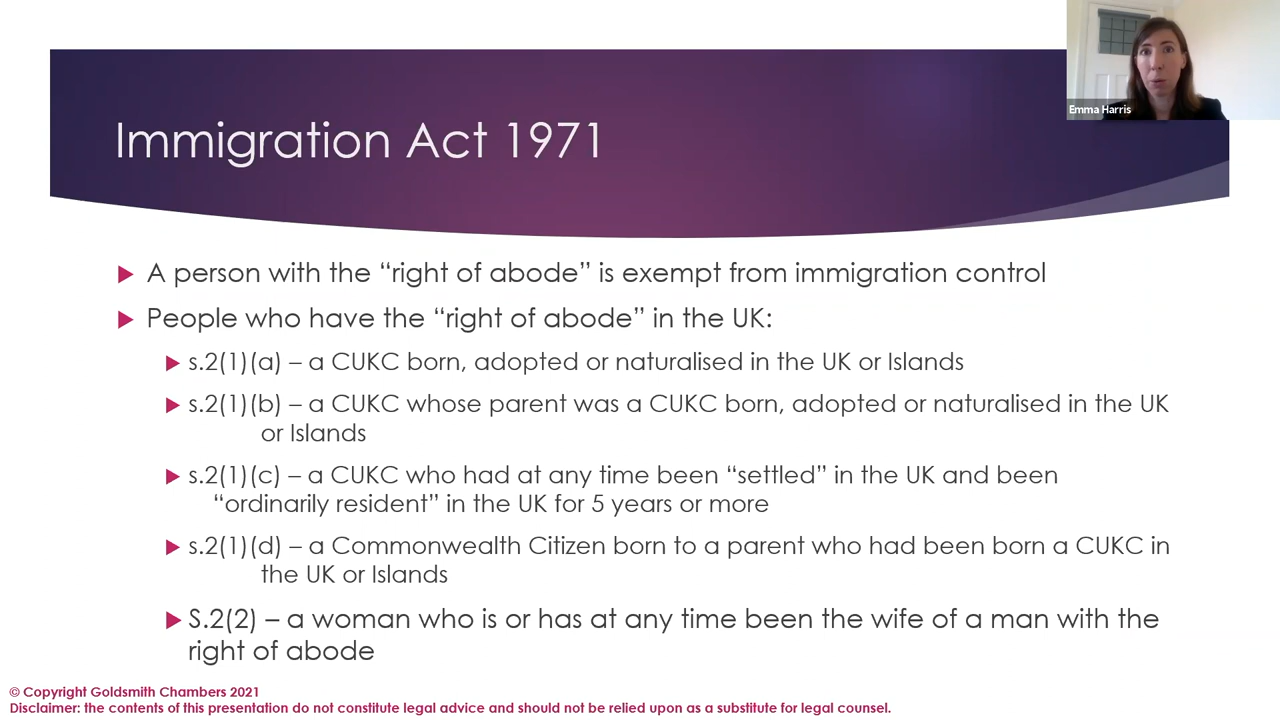 Emma Harris
Immigration Act 1971
A person with the “right of abode” is exempt from immigration control
People who have the “right of abode” in the UK:
s.2(1)(a) – a CUKC born, adopted or naturalised in the UK or Islands
s.2(1)(b) – a CUKC whose parent was a CUKC born, adopted or naturalised in the UK
or Islands
s.2(1)(c) – a CUKC who had at any time been “settled” in the UK and been
“ordinarily resident” in the UK for 5 years or more
s.2(1)(d) – a Commonwealth Citizen born to a parent who had been born a CUKC in
the UK or Islands
S.2(2) – a woman who is or has at any time been the wife of a man with the
right of abode
© Copyright Goldsmith Chambers 2021
Disclaimer: the contents of this presentation do not constitute legal advice and should not be relied upon as a substitute for legal counsel.